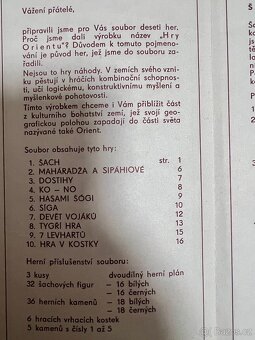 Vážení přátelé,
připravili jsme pro Vás soubor deseti her.
Proč jsme dali výrobku název „Hry
Orientu"? Důvodem k tomuto pojmeno-
vání je původ her, jež jsme do souboru za-
řadili.
Nejsou to hry náhody. V zemích svého vzni-
ku pěstují v hráčích kombinační schopnos-
ti, učí logickému, konstruktivnímu myšlení a
myšlenkové pohotovosti.
Tímto výrobkem chceme i Vám přiblížit část
z kulturního bohatství zemí, jež svojí geo-
grafickou polohou zapadají do části světa
nazývané také Orient.
Soubor obsahuje tyto hry:
1. ŠACH str. 1
2. MAHÁRADŽA A SIPÁHIOVÉ 6
3. DOSTIHY 7
4. KO – NO 8
5. HASAMI SÓGI 9
6. SÍGA 10
7. DEVĚT VOJÁKŮ 12
8. TYGŘÍ HRA 13
9. 7 LEVHARTŮ 15
10. HRA V KOSTKY 16
Herní příslušenství souboru:
3 kusy dvoudílný herní plán
32 šachových figur – 16 bílých
– 16 černých
36 herních kamenů – 18 bílých
– 18 černých
6 hracích vrhacích kostek
5 kamenů s čísly 1 až 5